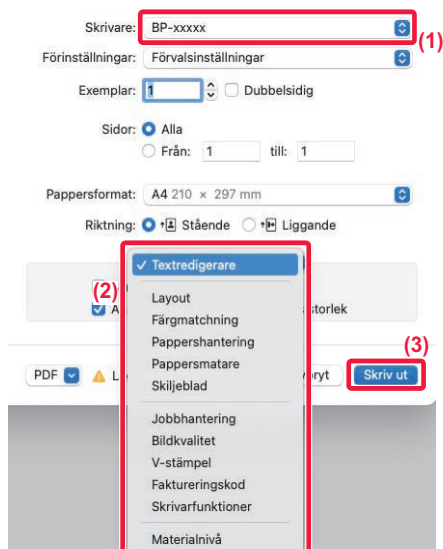 Skrivare: BP-xxxxx
(1)
Förinställningar: Förvalsinställningar
Exemplar: 1 Dubbelsidig
Sidor: Alla
Från: 1 till: 1
Pappersformat: A4 210 × 297 mm
Riktning: Stående Liggande
✓ Textredigerare
(2)
Layout
storlek
Färgmatchning
Pappershantering
(3)
Pappersmatare
PDF Skriv ut
Skiljeblad
Jobbhantering
Bildkvalitet
V-stämpel
Faktureringskod
Skrivarfunktioner
Materialnivå